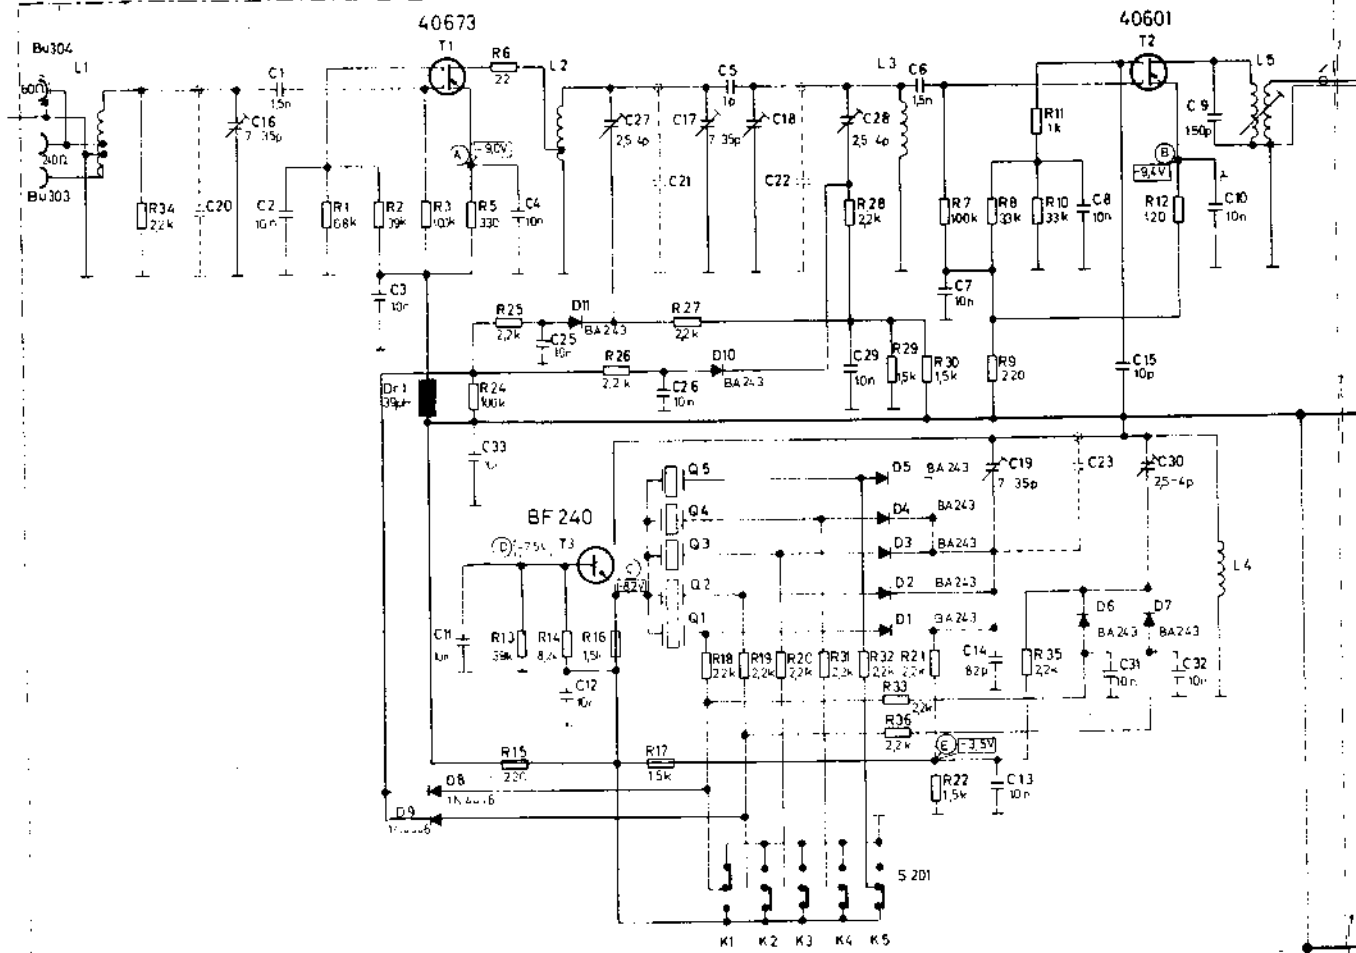 40673
40601
Bu304
L1
T1
R6
22
L2
L3
T2
L5
60Ω
C1
1,5n
C5
1p
C6
1,5n
C16
7 35p
C27
2,5 4p
C17
7 35p
C18
C28
2,5 4p
R11
1k
C9
150p
240Ω
Bu303
A
-9,0V
B
-9,4V
C21
C22
R34
2,2k
C20
C2
10n
R1
68k
R2
39k
R3
100k
R5
330
C4
10n
R28
2,2k
R7
100k
R8
33k
R10
33k
C8
10n
R12
120
C10
10n
C3
10n
C7
10n
R25
2,2k
D11
BA243
R27
2,2k
C25
10n
R26
2,2k
D10
BA243
C26
10n
C29
10n
R29
1,5k
R30
1,5k
R9
220
C15
10p
Dr1
39µH
R24
100k
C33
Q5
D5
BA243
C19
7 35p
C23
C30
2,5-4p
BF240
Q4
D4
BA243
D
-7,5V
T3
Q3
D3
BA243
C
-8,2V
Q2
D2
BA243
L4
Q1
D1
BA243
D6
BA243
D7
BA243
C11
10n
R13
39k
R14
8,2k
R16
1,5k
R18
2,2k
R19
2,2k
R20
2,2k
R31
2,2k
R32
2,2k
R21
2,2k
C14
82p
R35
2,2k
C31
10n
C32
10n
C12
10n
R33
2,2k
R36
2,2k
E
-3,5V
R15
220
R17
1,5k
R22
1,5k
C13
10n
D8
D9
S 201
K1
K2
K3
K4
K5